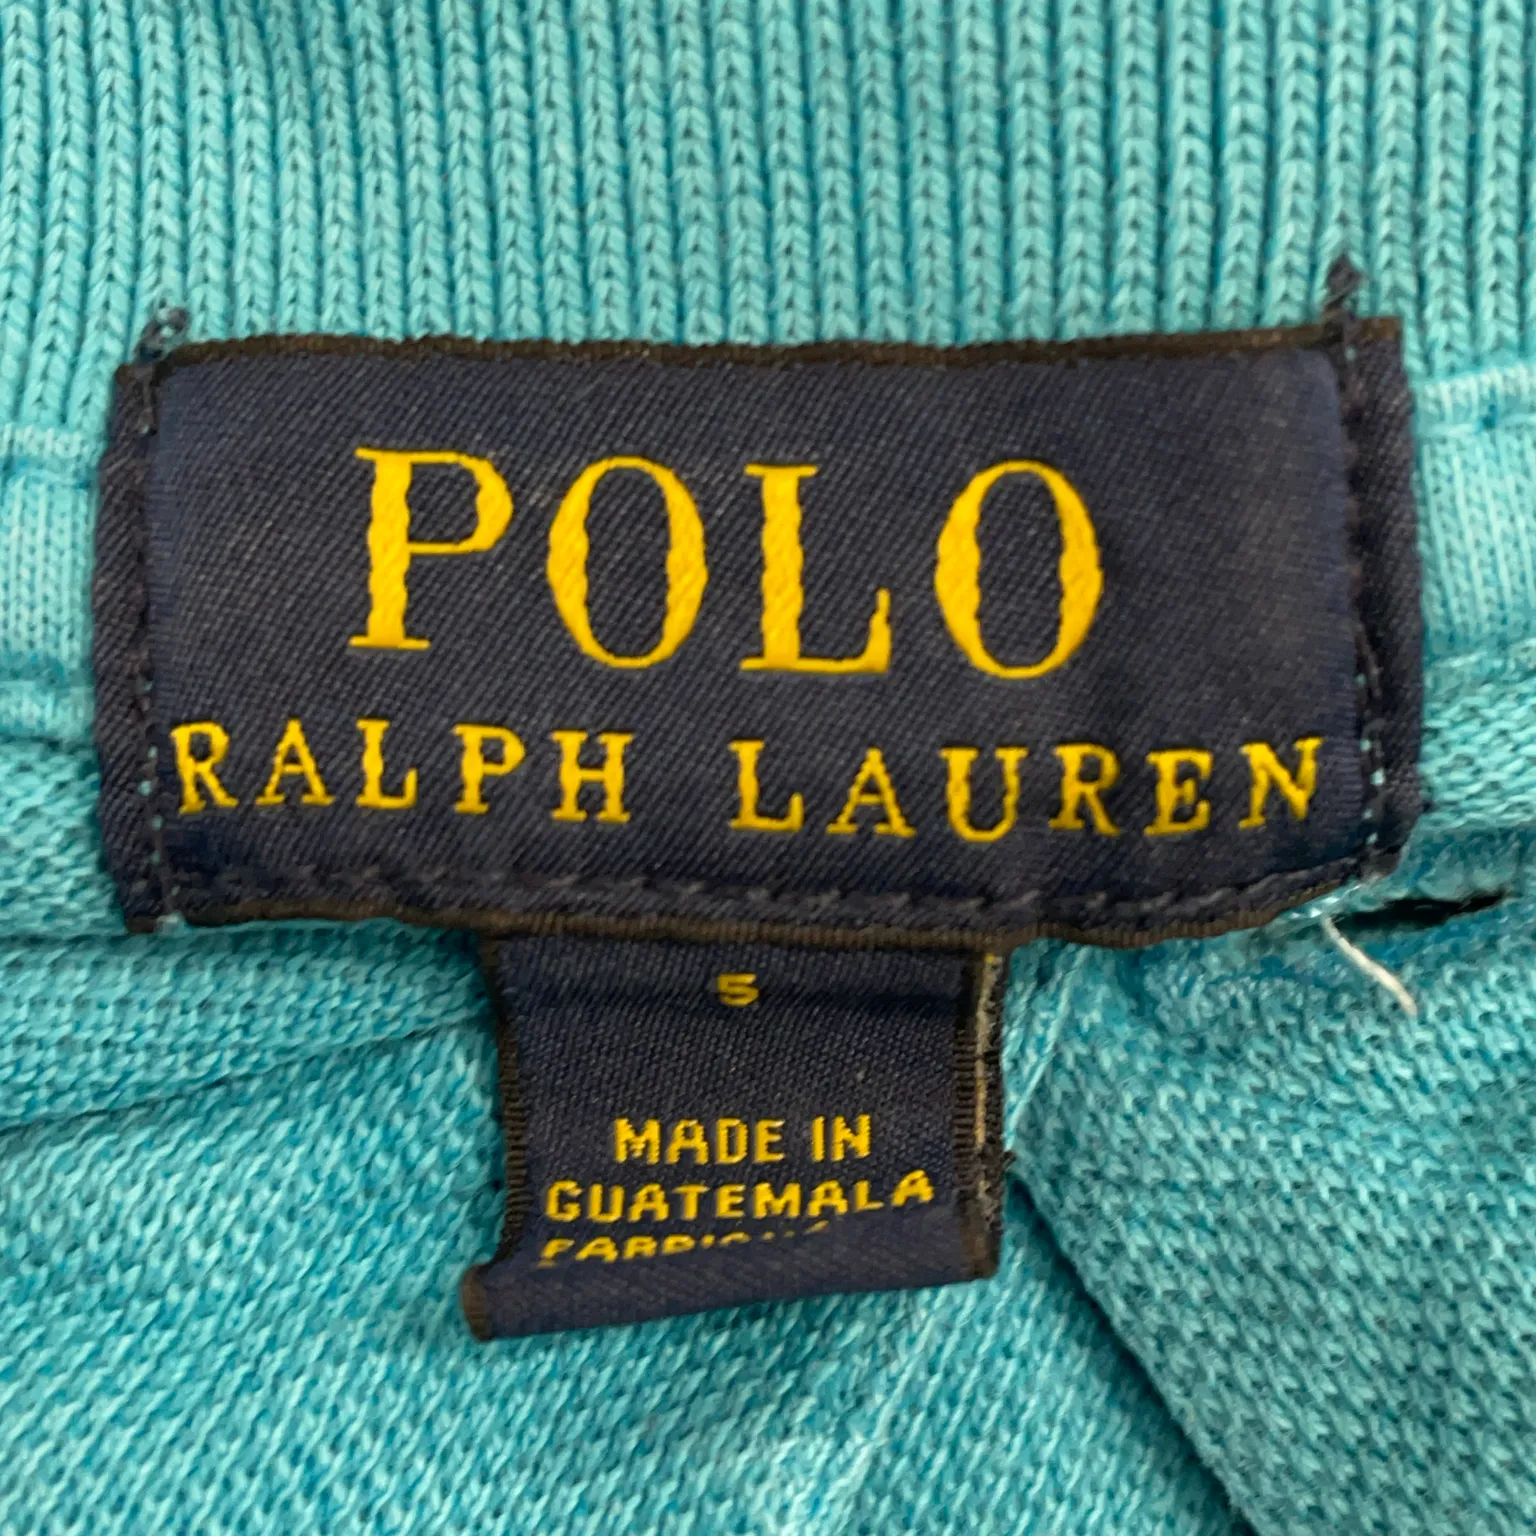 POLO
RALPH LAUREN
5
MADE IN
GUATEMALA